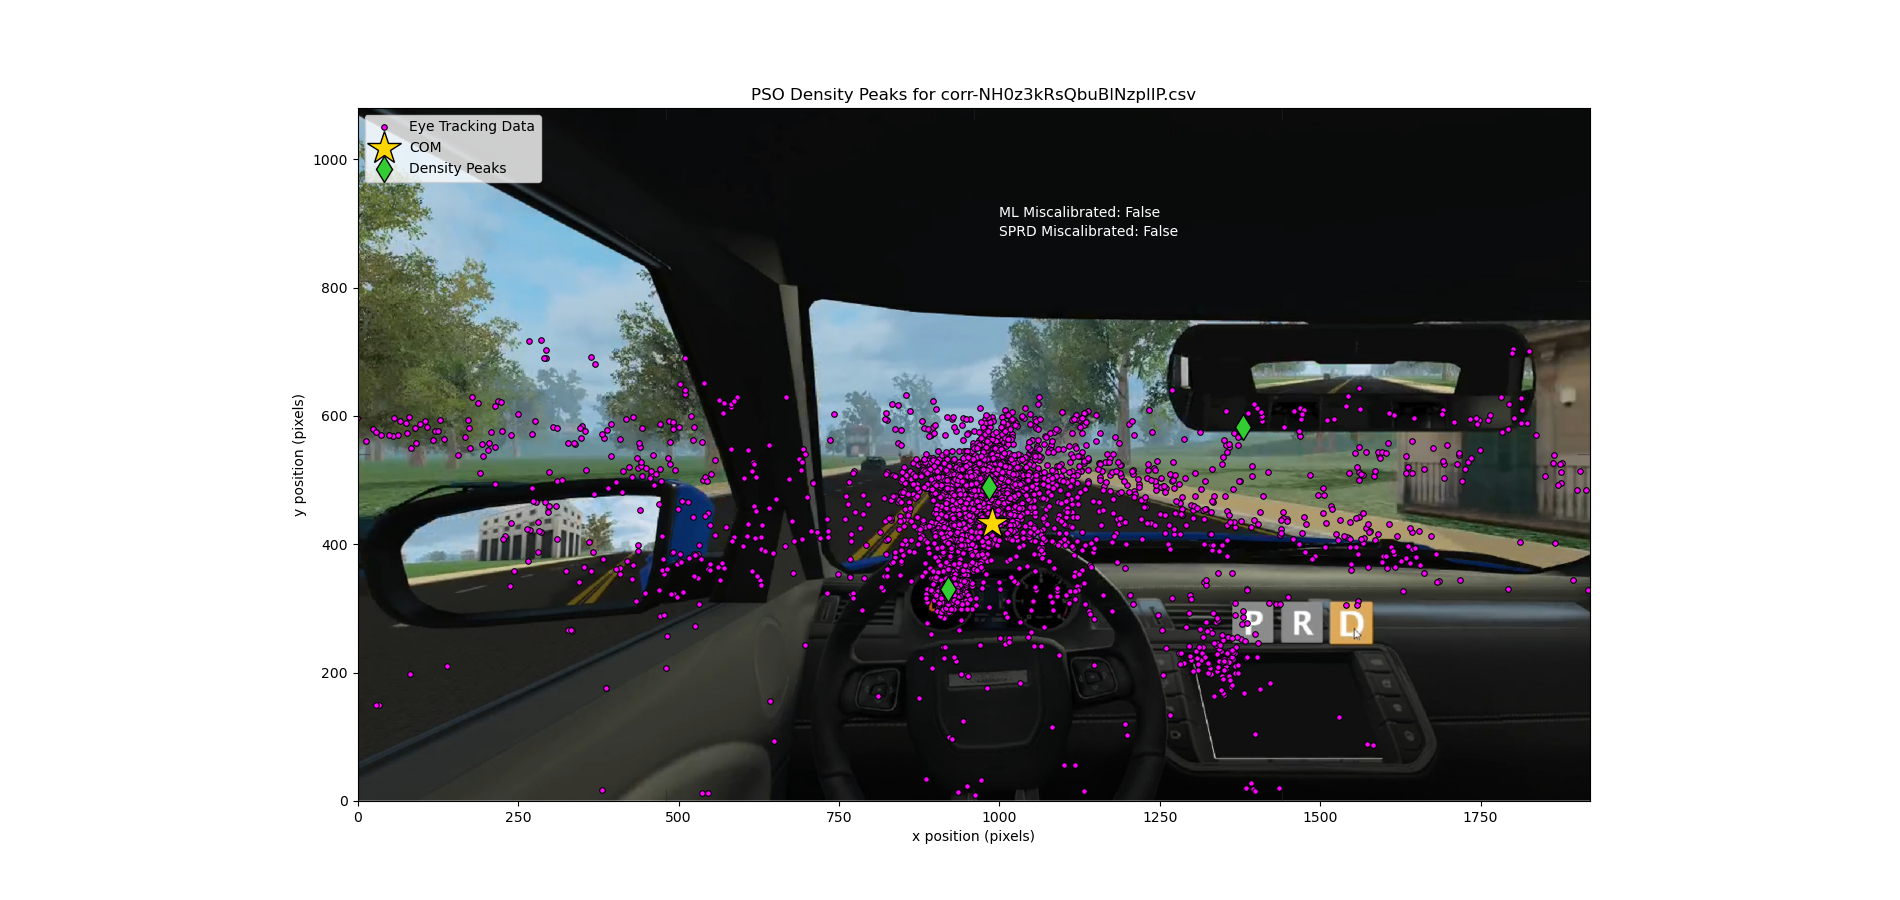 PSO Density Peaks for corr-NH0z3kRsQbuBlNzpllP.csv
Eye Tracking Data
COM
Density Peaks
ML Miscalibrated: False
SPRD Miscalibrated: False
1000
800
600
400
200
0
y position (pixels)
P R D
0 250 500 750 1000 1250 1500 1750
x position (pixels)